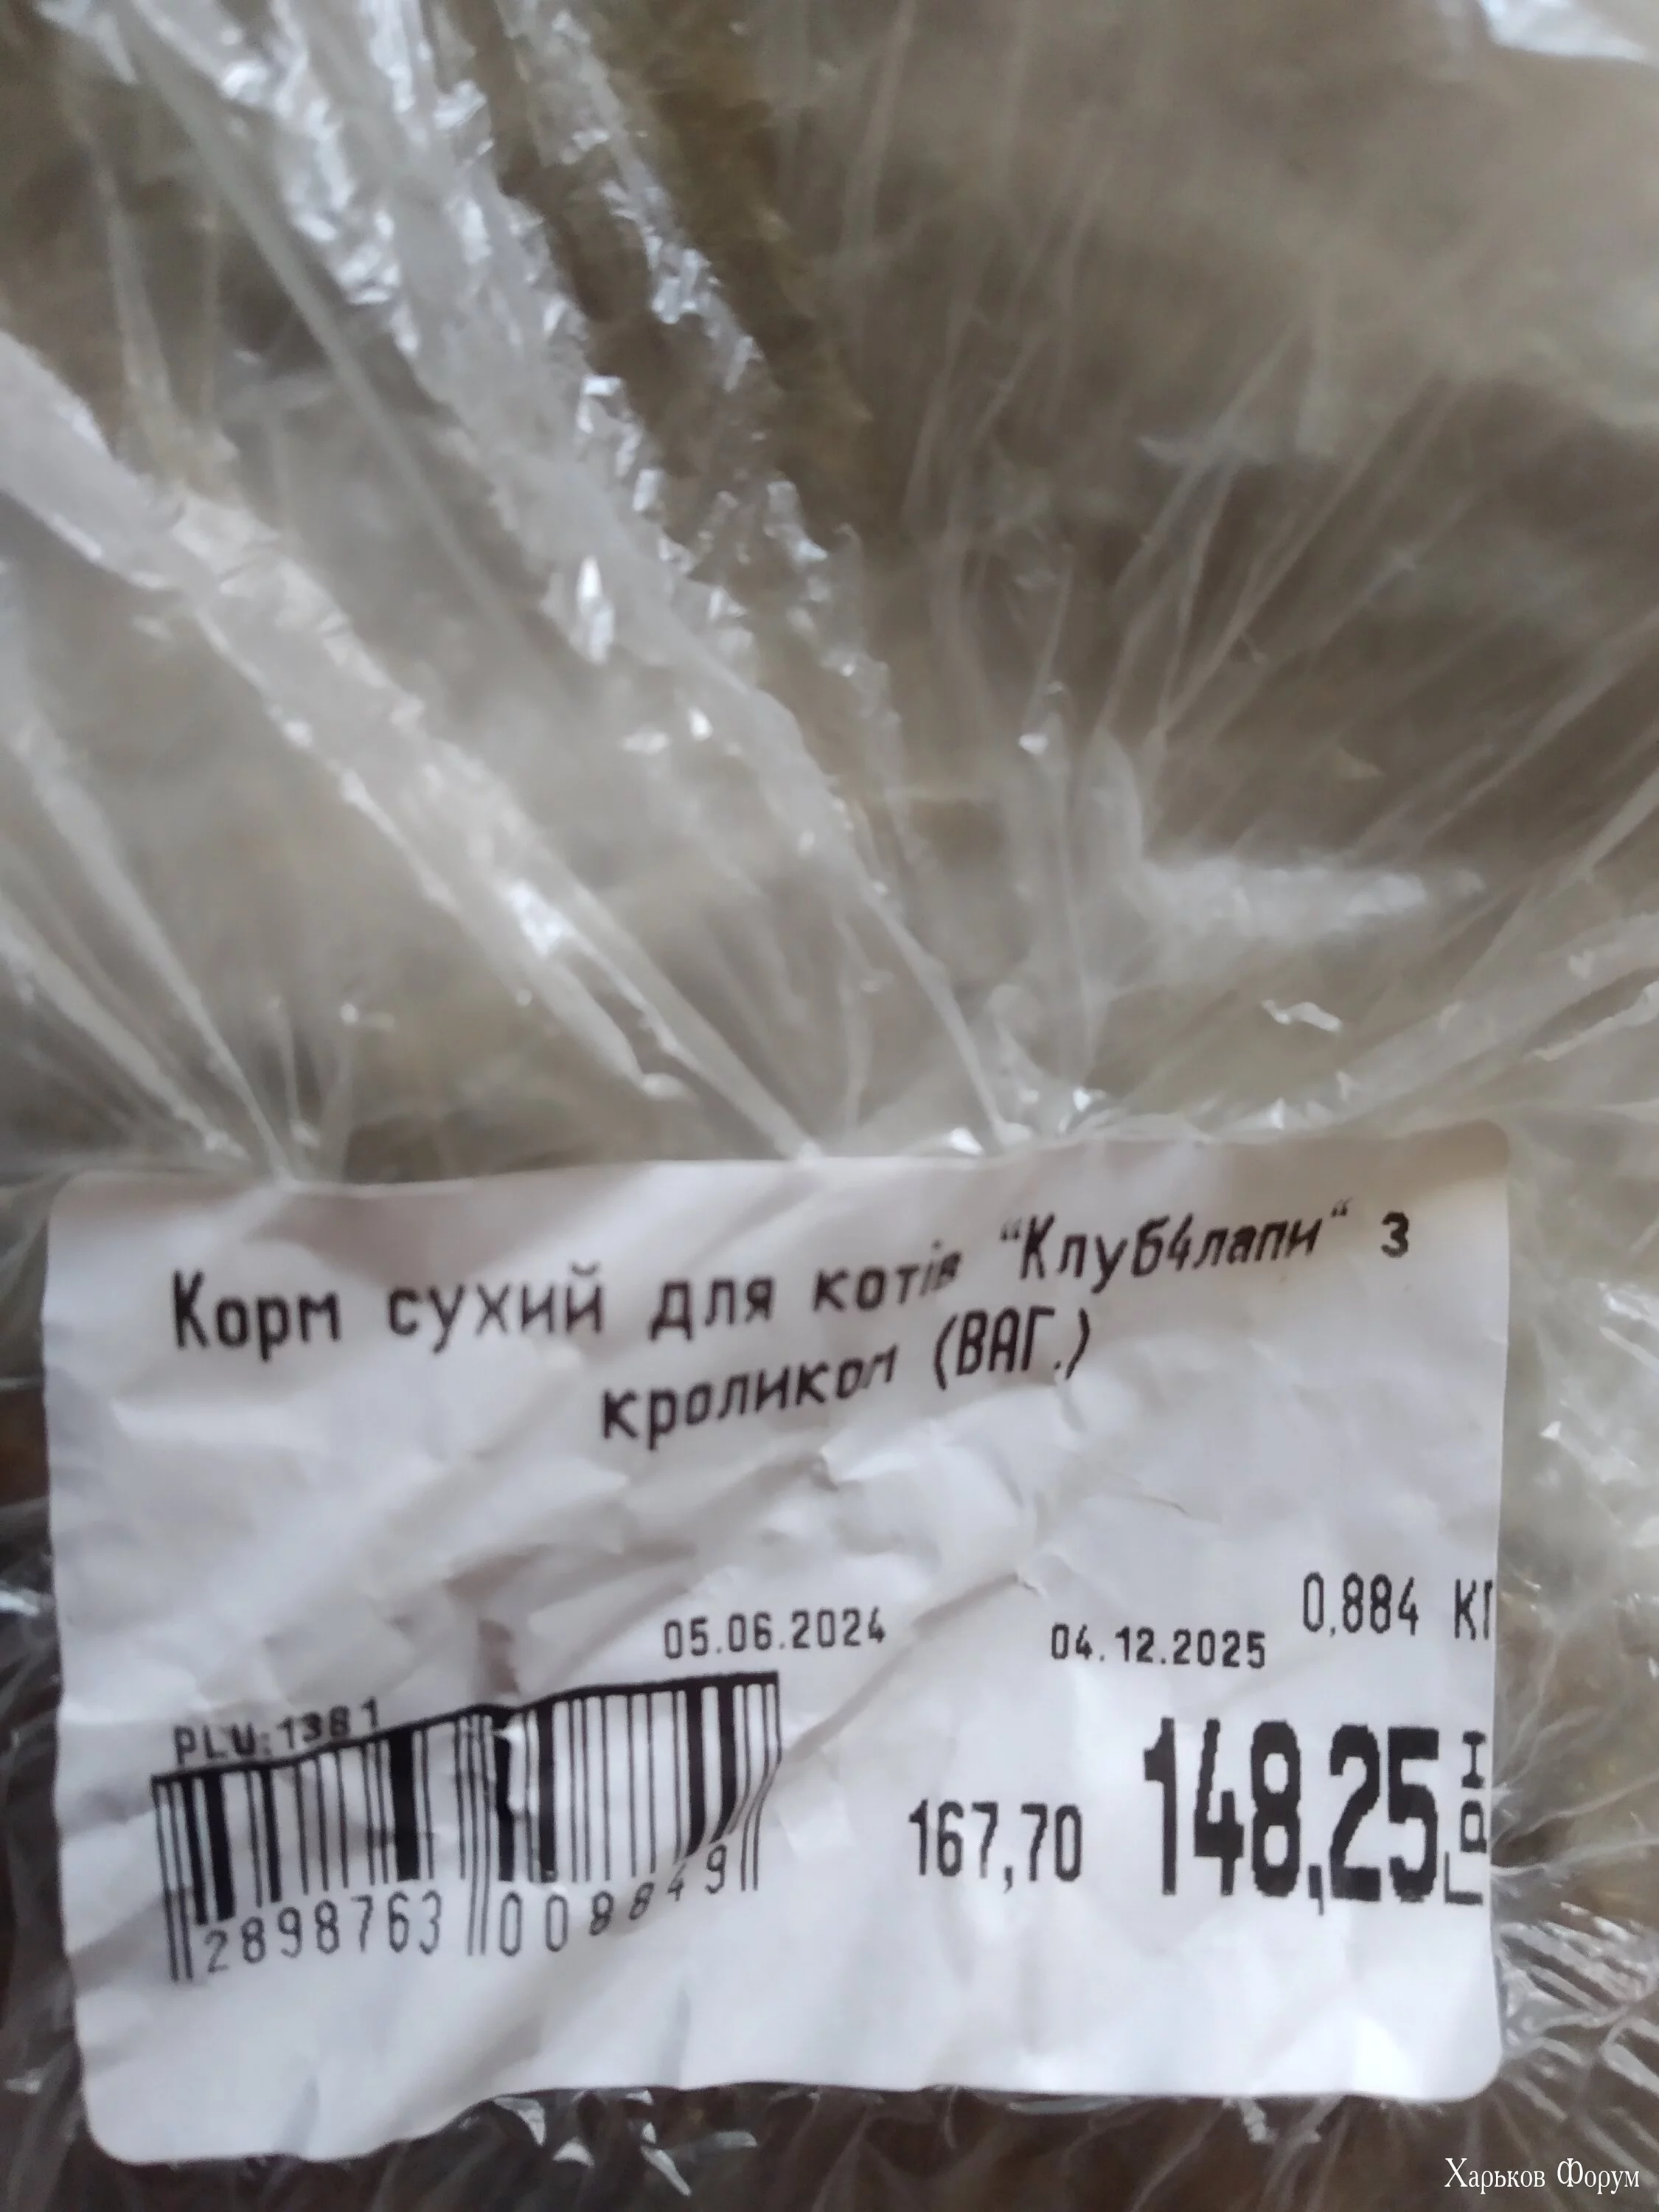 Корм сухий для котів "Клуб4лапи" з
кроликом (ВАГ.)
0,884 КГ
05.06.2024 04.12.2025
PLU:1381
167,70 148,25 Грн
2898763 008849
Харьков Форум